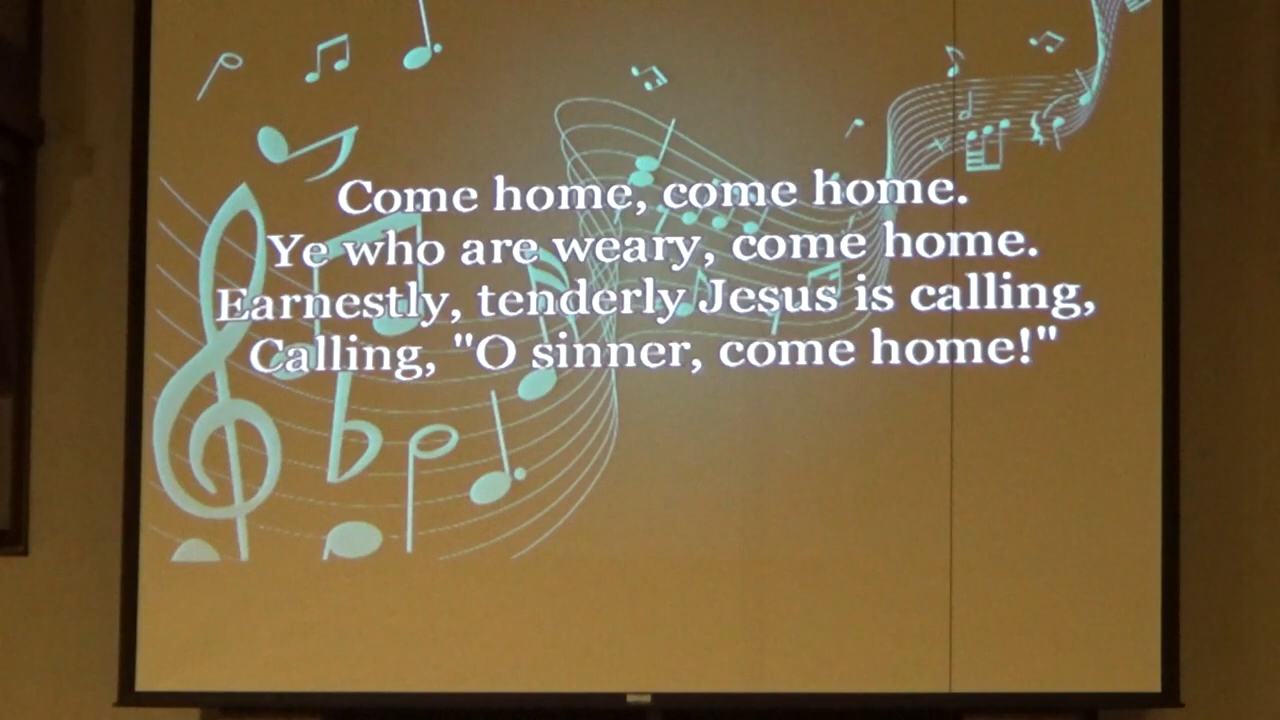 Come home, come home.
Ye who are weary, come home.
Earnestly, tenderly Jesus is calling,
Calling, "O sinner, come home!"